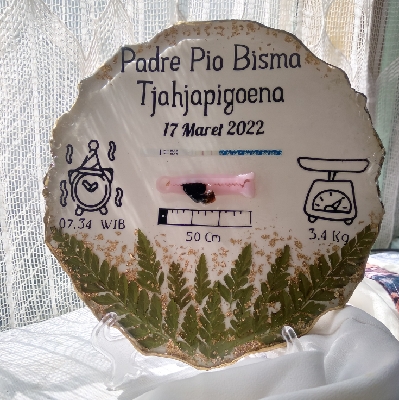 Padre Pio Bisma
Tjahjapigoena
17 Maret 2022
07.34 WIB
50 Cm
3.4 Kg